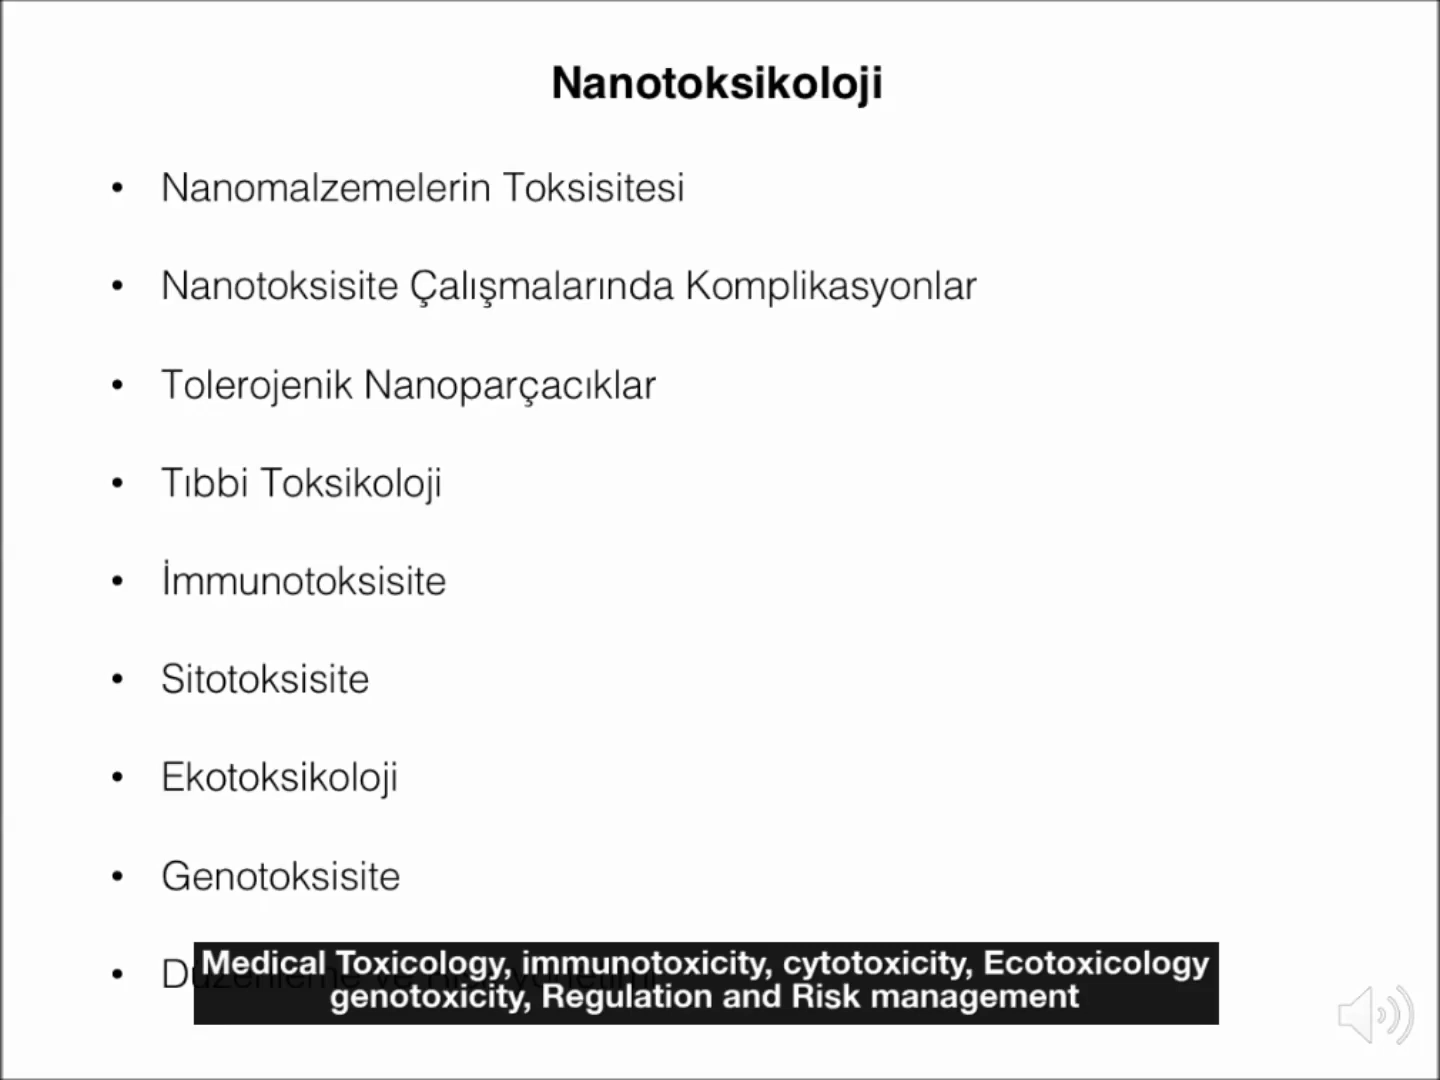 Nanotoksikoloji
• Nanomalzemelerin Toksisitesi
• Nanotoksisite Çalışmalarında Komplikasyonlar
• Tolerojenik Nanoparçacıklar
• Tıbbi Toksikoloji
• İmmunotoksisite
• Sitotoksisite
• Ekotoksikoloji
• Genotoksisite
Medical Toxicology, immunotoxicity, cytotoxicity, Ecotoxicology
genotoxicity, Regulation and Risk management